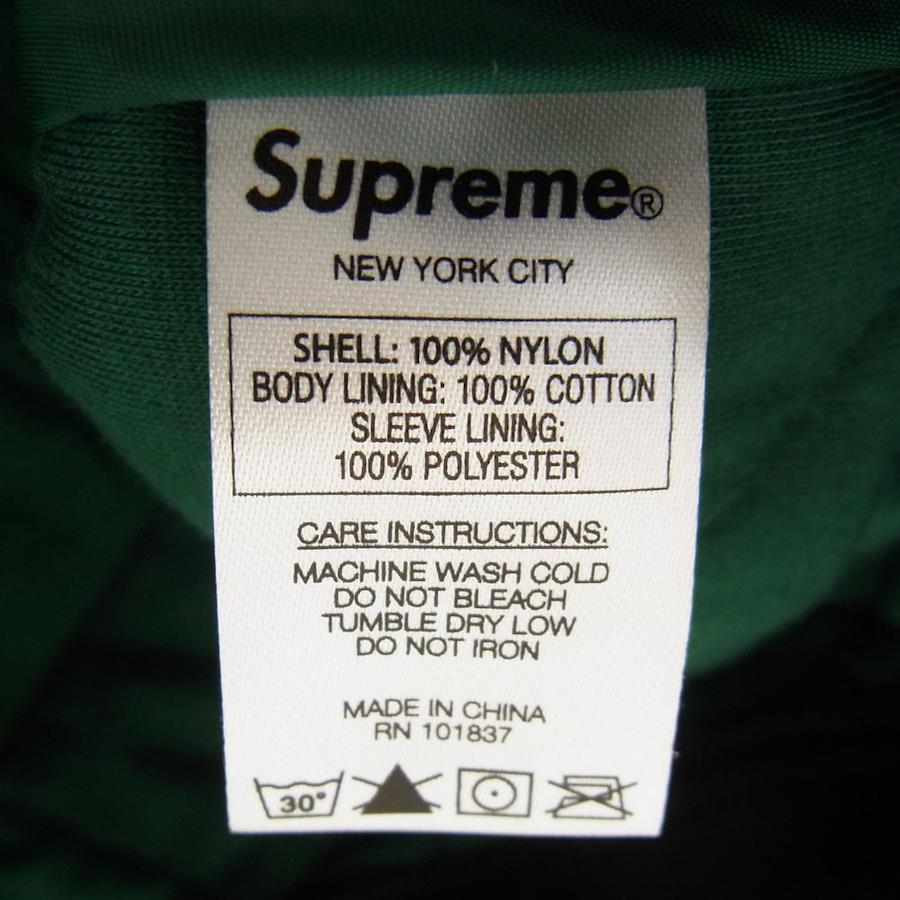 Supreme®
NEW YORK CITY
SHELL: 100% NYLON
BODY LINING: 100% COTTON
SLEEVE LINING:
100% POLYESTER
CARE INSTRUCTIONS:
MACHINE WASH COLD
DO NOT BLEACH
TUMBLE DRY LOW
DO NOT IRON
MADE IN CHINA
RN 101837
30°